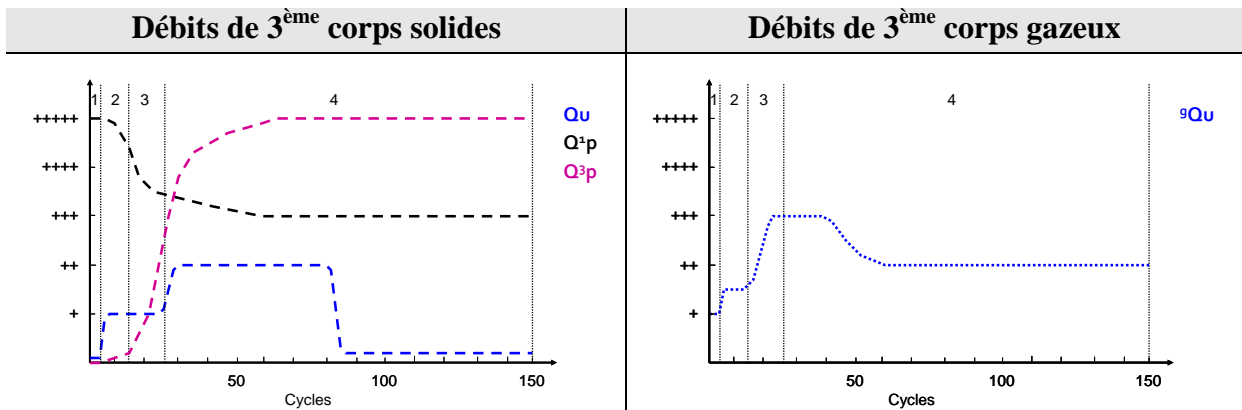 Débits de 3ème corps solides
Débits de 3ème corps gazeux
1 2 3 4
+++++
++++
+++
++
+
Qu
Q¹p
Q³p
50 100 150
Cycles
1 2 3 4
+++++
++++
+++
++
+
ᵍQu
50 100 150
Cycles